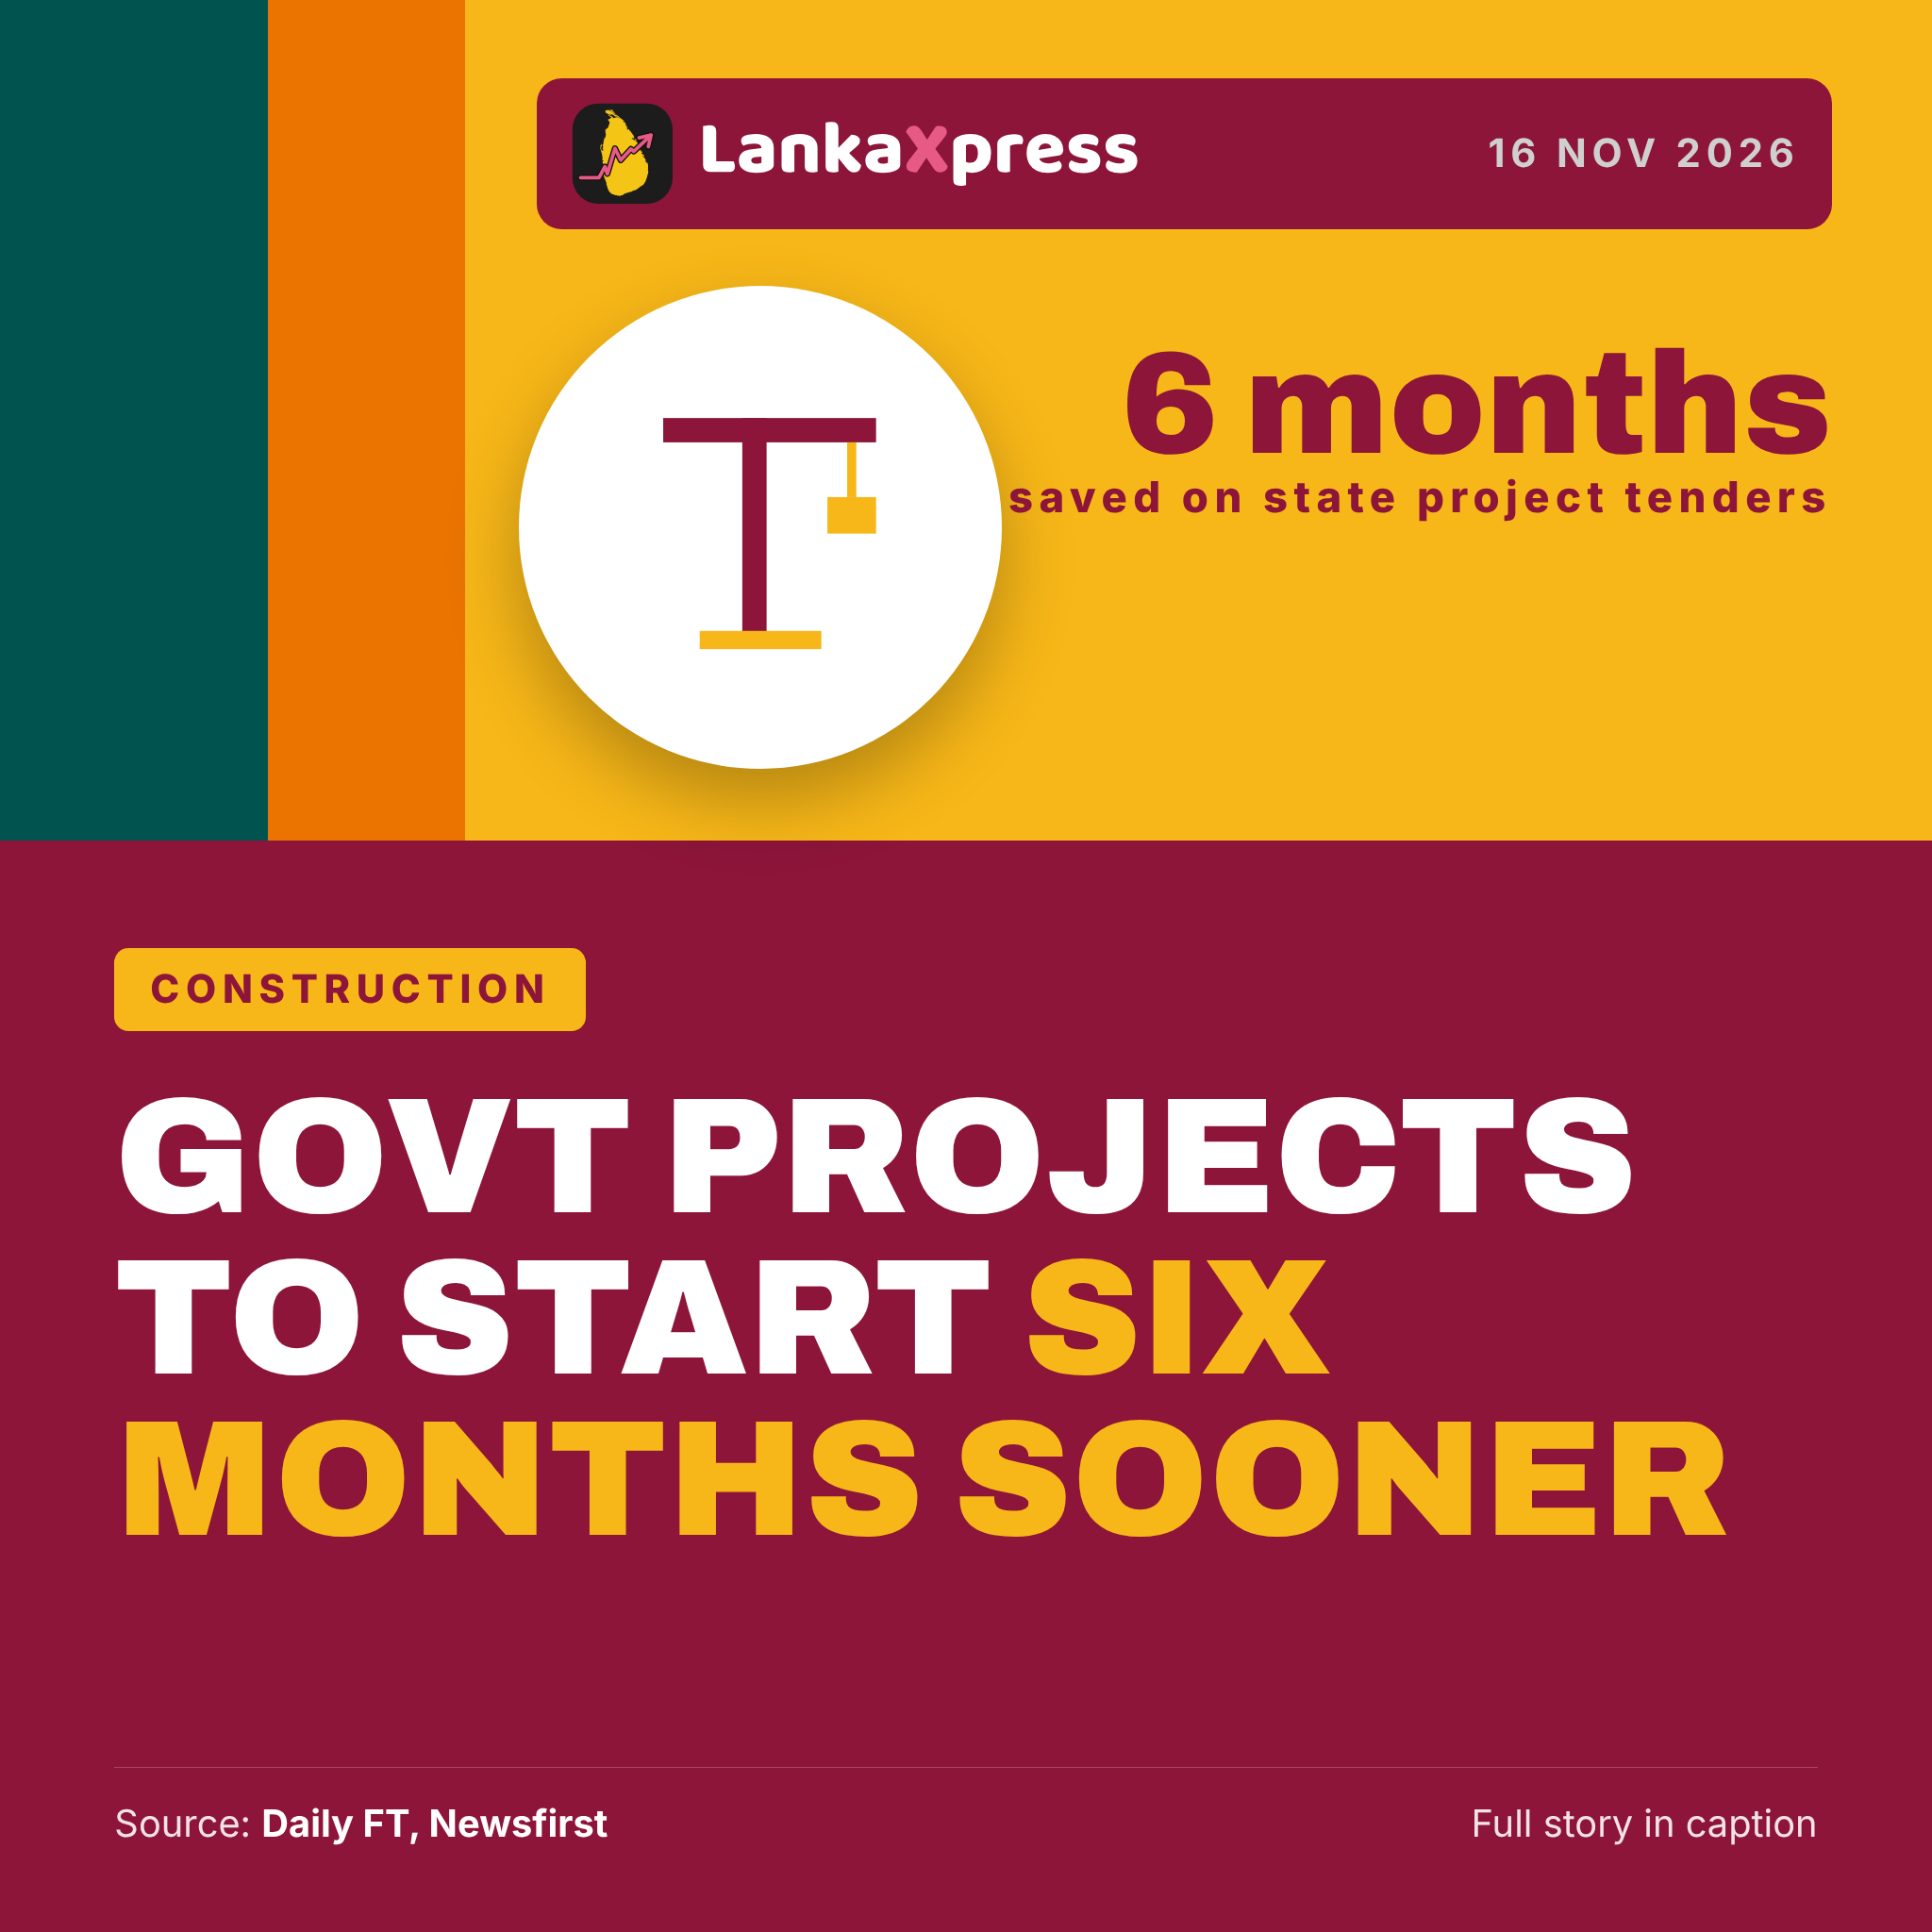 LankaXpress
16 NOV 2026
6 months
saved on state project tenders
CONSTRUCTION
GOVT PROJECTS
TO START SIX
MONTHS SOONER
Source: Daily FT, Newsfirst
Full story in caption